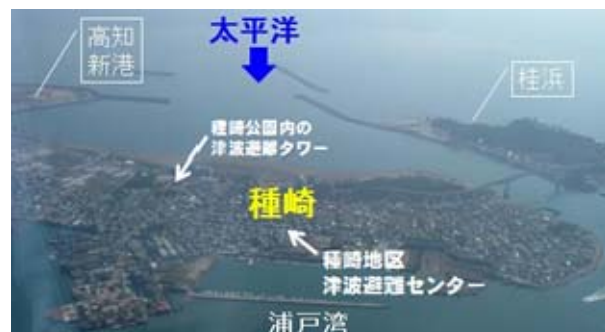 高知
新港
太平洋
桂浜
種崎公園内の
津波避難タワー
種崎
種崎地区
津波避難センター
浦戸湾